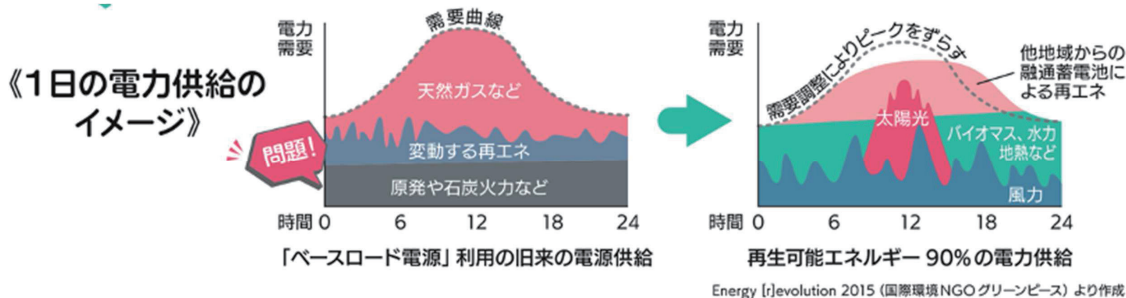 《1日の電力供給の
イメージ》
電力
需要
需要曲線
天然ガスなど
問題!
変動する再エネ
原発や石炭火力など
時間 0 6 12 18 24
「ベースロード電源」利用の旧来の電源供給
電力
需要
需要調整によりピークをずらす
他地域からの
融通蓄電池に
よる再エネ
太陽光
バイオマス、水力
地熱など
風力
時間 0 6 12 18 24
再生可能エネルギー 90%の電力供給
Energy [r]evolution 2015 (国際環境NGOグリーンピース) より作成